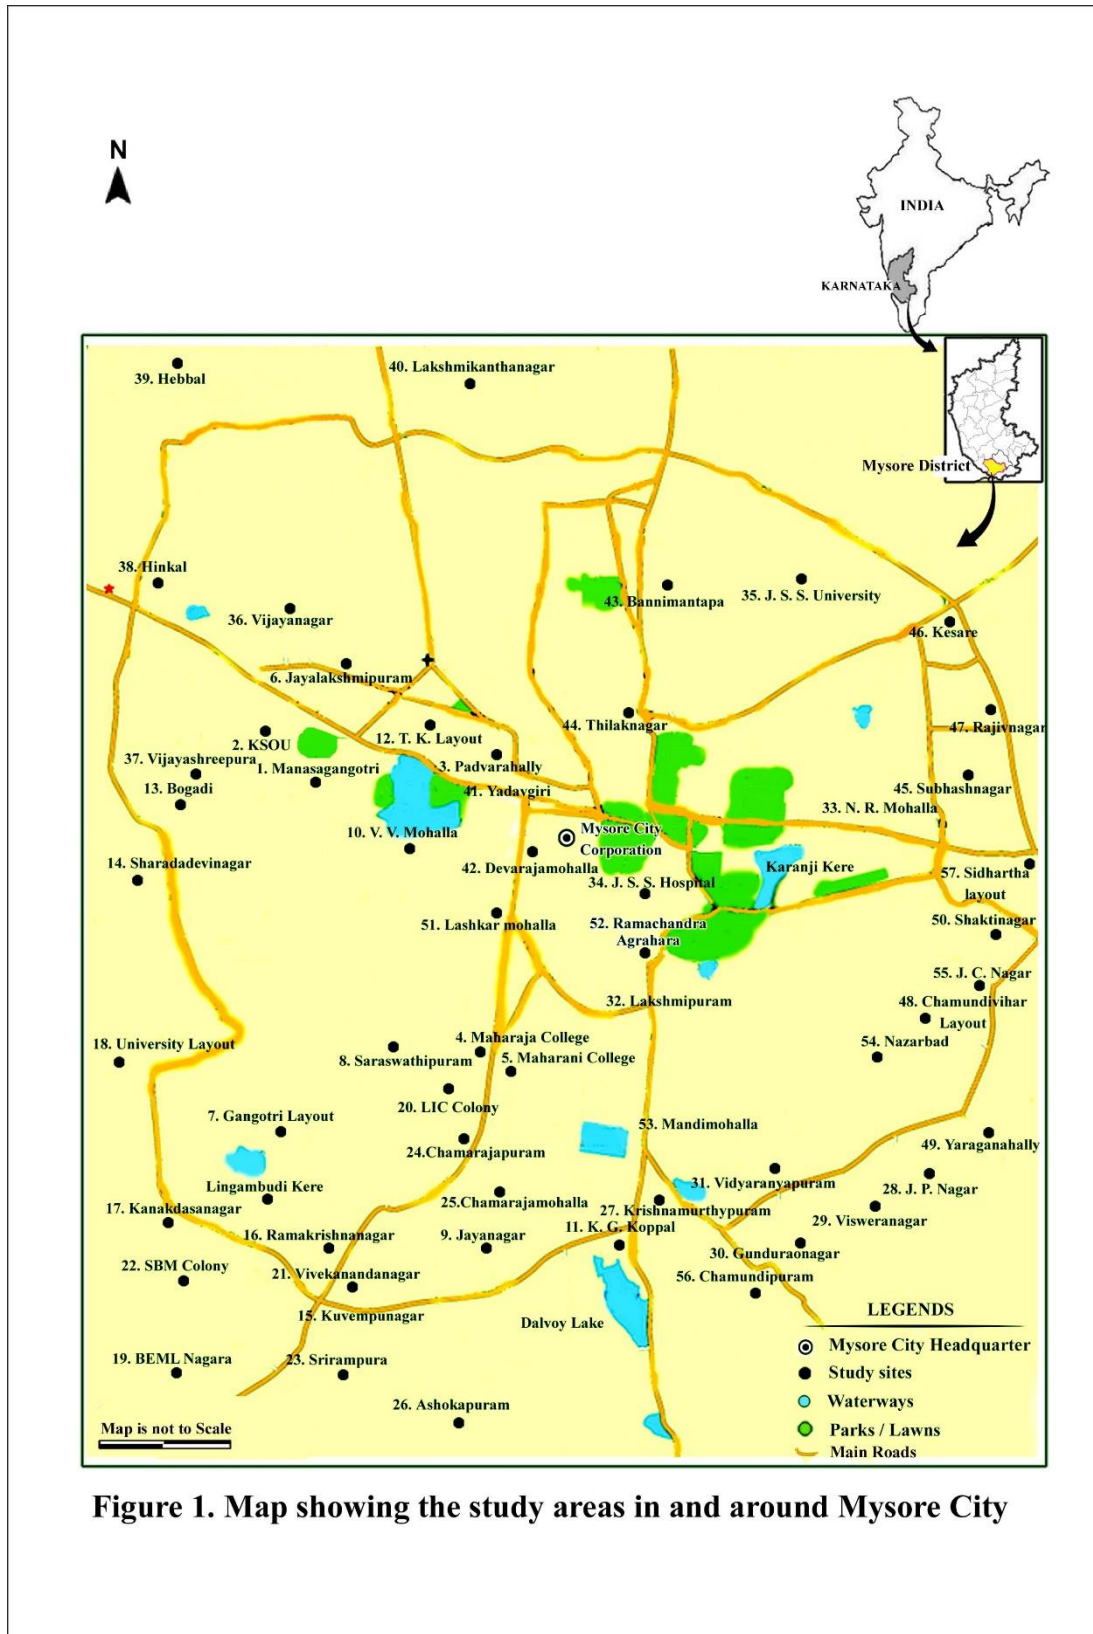 N
INDIA
KARNATAKA
39. Hebbal
40. Lakshmikanthanagar
Mysore District
38. Hinkal
43. Bannimantapa
35. J. S. S. University
36. Vijayanagar
46. Kesare
6. Jayalakshmipuram
44. Thilaknagar
47. Rajivnagar
12. T. K. Layout
2. KSOU
37. Vijayashreepura
3. Padvarahally
1. Manasagangotri
13. Bogadi
41. Yadavgiri
45. Subhashnagar
33. N. R. Mohalla
10. V. V. Mohalla
Mysore City
Corporation
14. Sharadadevinagar
42. Devarajamohalla
Karanji Kere
34. J. S. S. Hospital
57. Sidhartha
layout
51. Lashkar mohalla
52. Ramachandra
Agrahara
50. Shaktinagar
55. J. C. Nagar
32. Lakshmipuram
48. Chamundivihar
Layout
18. University Layout
4. Maharaja College
8. Saraswathipuram
5. Maharani College
54. Nazarbad
20. LIC Colony
7. Gangotri Layout
53. Mandimohalla
49. Yaraganahally
24.Chamarajapuram
Lingambudi Kere
31. Vidyaranyapuram
28. J. P. Nagar
25.Chamarajamohalla
17. Kanakdasanagar
27. Krishnamurthypuram
29. Visweranagar
16. Ramakrishnanagar
9. Jayanagar
11. K. G. Koppal
30. Gunduraonagar
22. SBM Colony
21. Vivekanandanagar
56. Chamundipuram
15. Kuvempunagar
Dalvoy Lake
19. BEML Nagara
23. Srirampura
26. Ashokapuram
LEGENDS
Mysore City Headquarter
Study sites
Waterways
Parks / Lawns
Main Roads
Map is not to Scale
Figure 1. Map showing the study areas in and around Mysore City